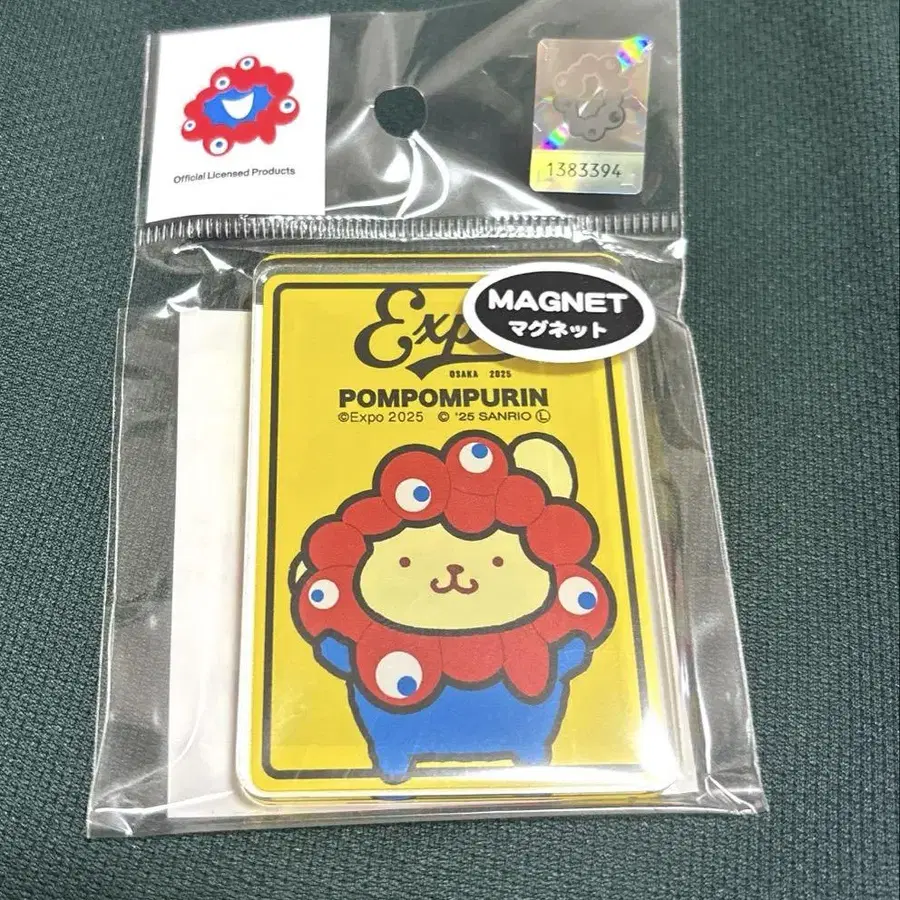 Official Licensed Products
1383394
MAGNET
マグネット
OSAKA 2025
POMPOMPURIN
©Expo 2025 © '25 SANRIO Ⓛ